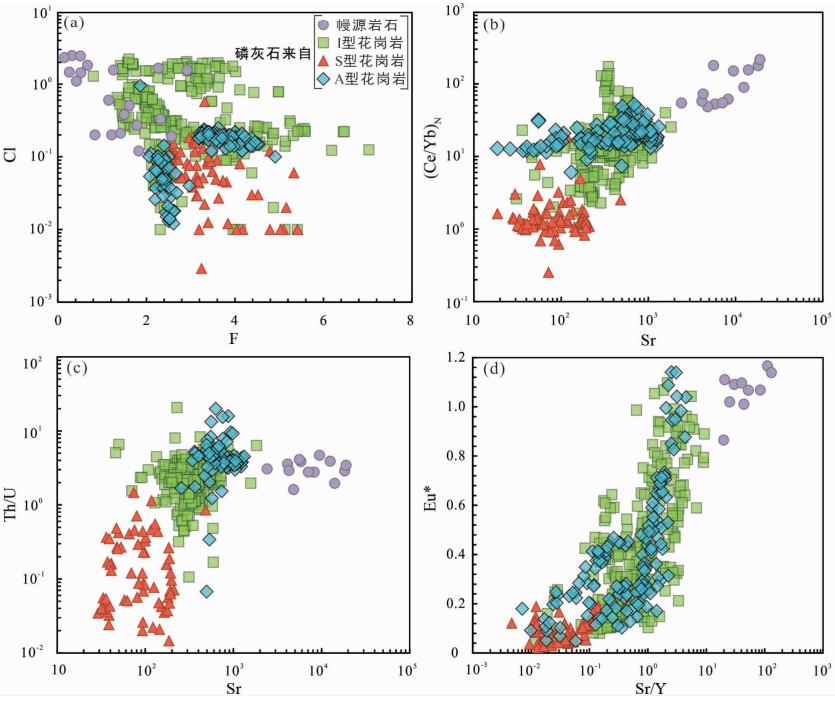 (a)
磷灰石来自
幔源岩石
I型花岗岩
S型花岗岩
A型花岗岩
10¹
10⁰
10⁻¹
10⁻²
10⁻³
Cl
0 2 4 6 8
F
(b)
10³
10²
10¹
10⁰
10⁻¹
(Ce/Yb)N
10 10² 10³ 10⁴ 10⁵
Sr
(c)
10²
10¹
10⁰
10⁻¹
10⁻²
Th/U
10 10² 10³ 10⁴ 10⁵
Sr
(d)
1.2
1.0
0.8
0.6
0.4
0.2
0
Eu*
10⁻³ 10⁻² 10⁻¹ 10⁰ 10¹ 10² 10³
Sr/Y